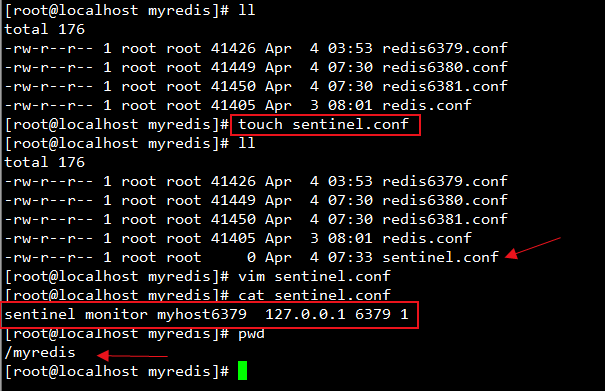 [root@localhost myredis]# ll
total 176
-rw-r--r-- 1 root root 41426 Apr  4 03:53 redis6379.conf
-rw-r--r-- 1 root root 41449 Apr  4 07:30 redis6380.conf
-rw-r--r-- 1 root root 41450 Apr  4 07:30 redis6381.conf
-rw-r--r-- 1 root root 41405 Apr  3 08:01 redis.conf
[root@localhost myredis]# touch sentinel.conf
[root@localhost myredis]# ll
total 176
-rw-r--r-- 1 root root 41426 Apr  4 03:53 redis6379.conf
-rw-r--r-- 1 root root 41449 Apr  4 07:30 redis6380.conf
-rw-r--r-- 1 root root 41450 Apr  4 07:30 redis6381.conf
-rw-r--r-- 1 root root 41405 Apr  3 08:01 redis.conf
-rw-r--r-- 1 root root     0 Apr  4 07:33 sentinel.conf
[root@localhost myredis]# vim sentinel.conf
[root@localhost myredis]# cat sentinel.conf
sentinel monitor myhost6379  127.0.0.1 6379 1
[root@localhost myredis]# pwd
/myredis
[root@localhost myredis]#